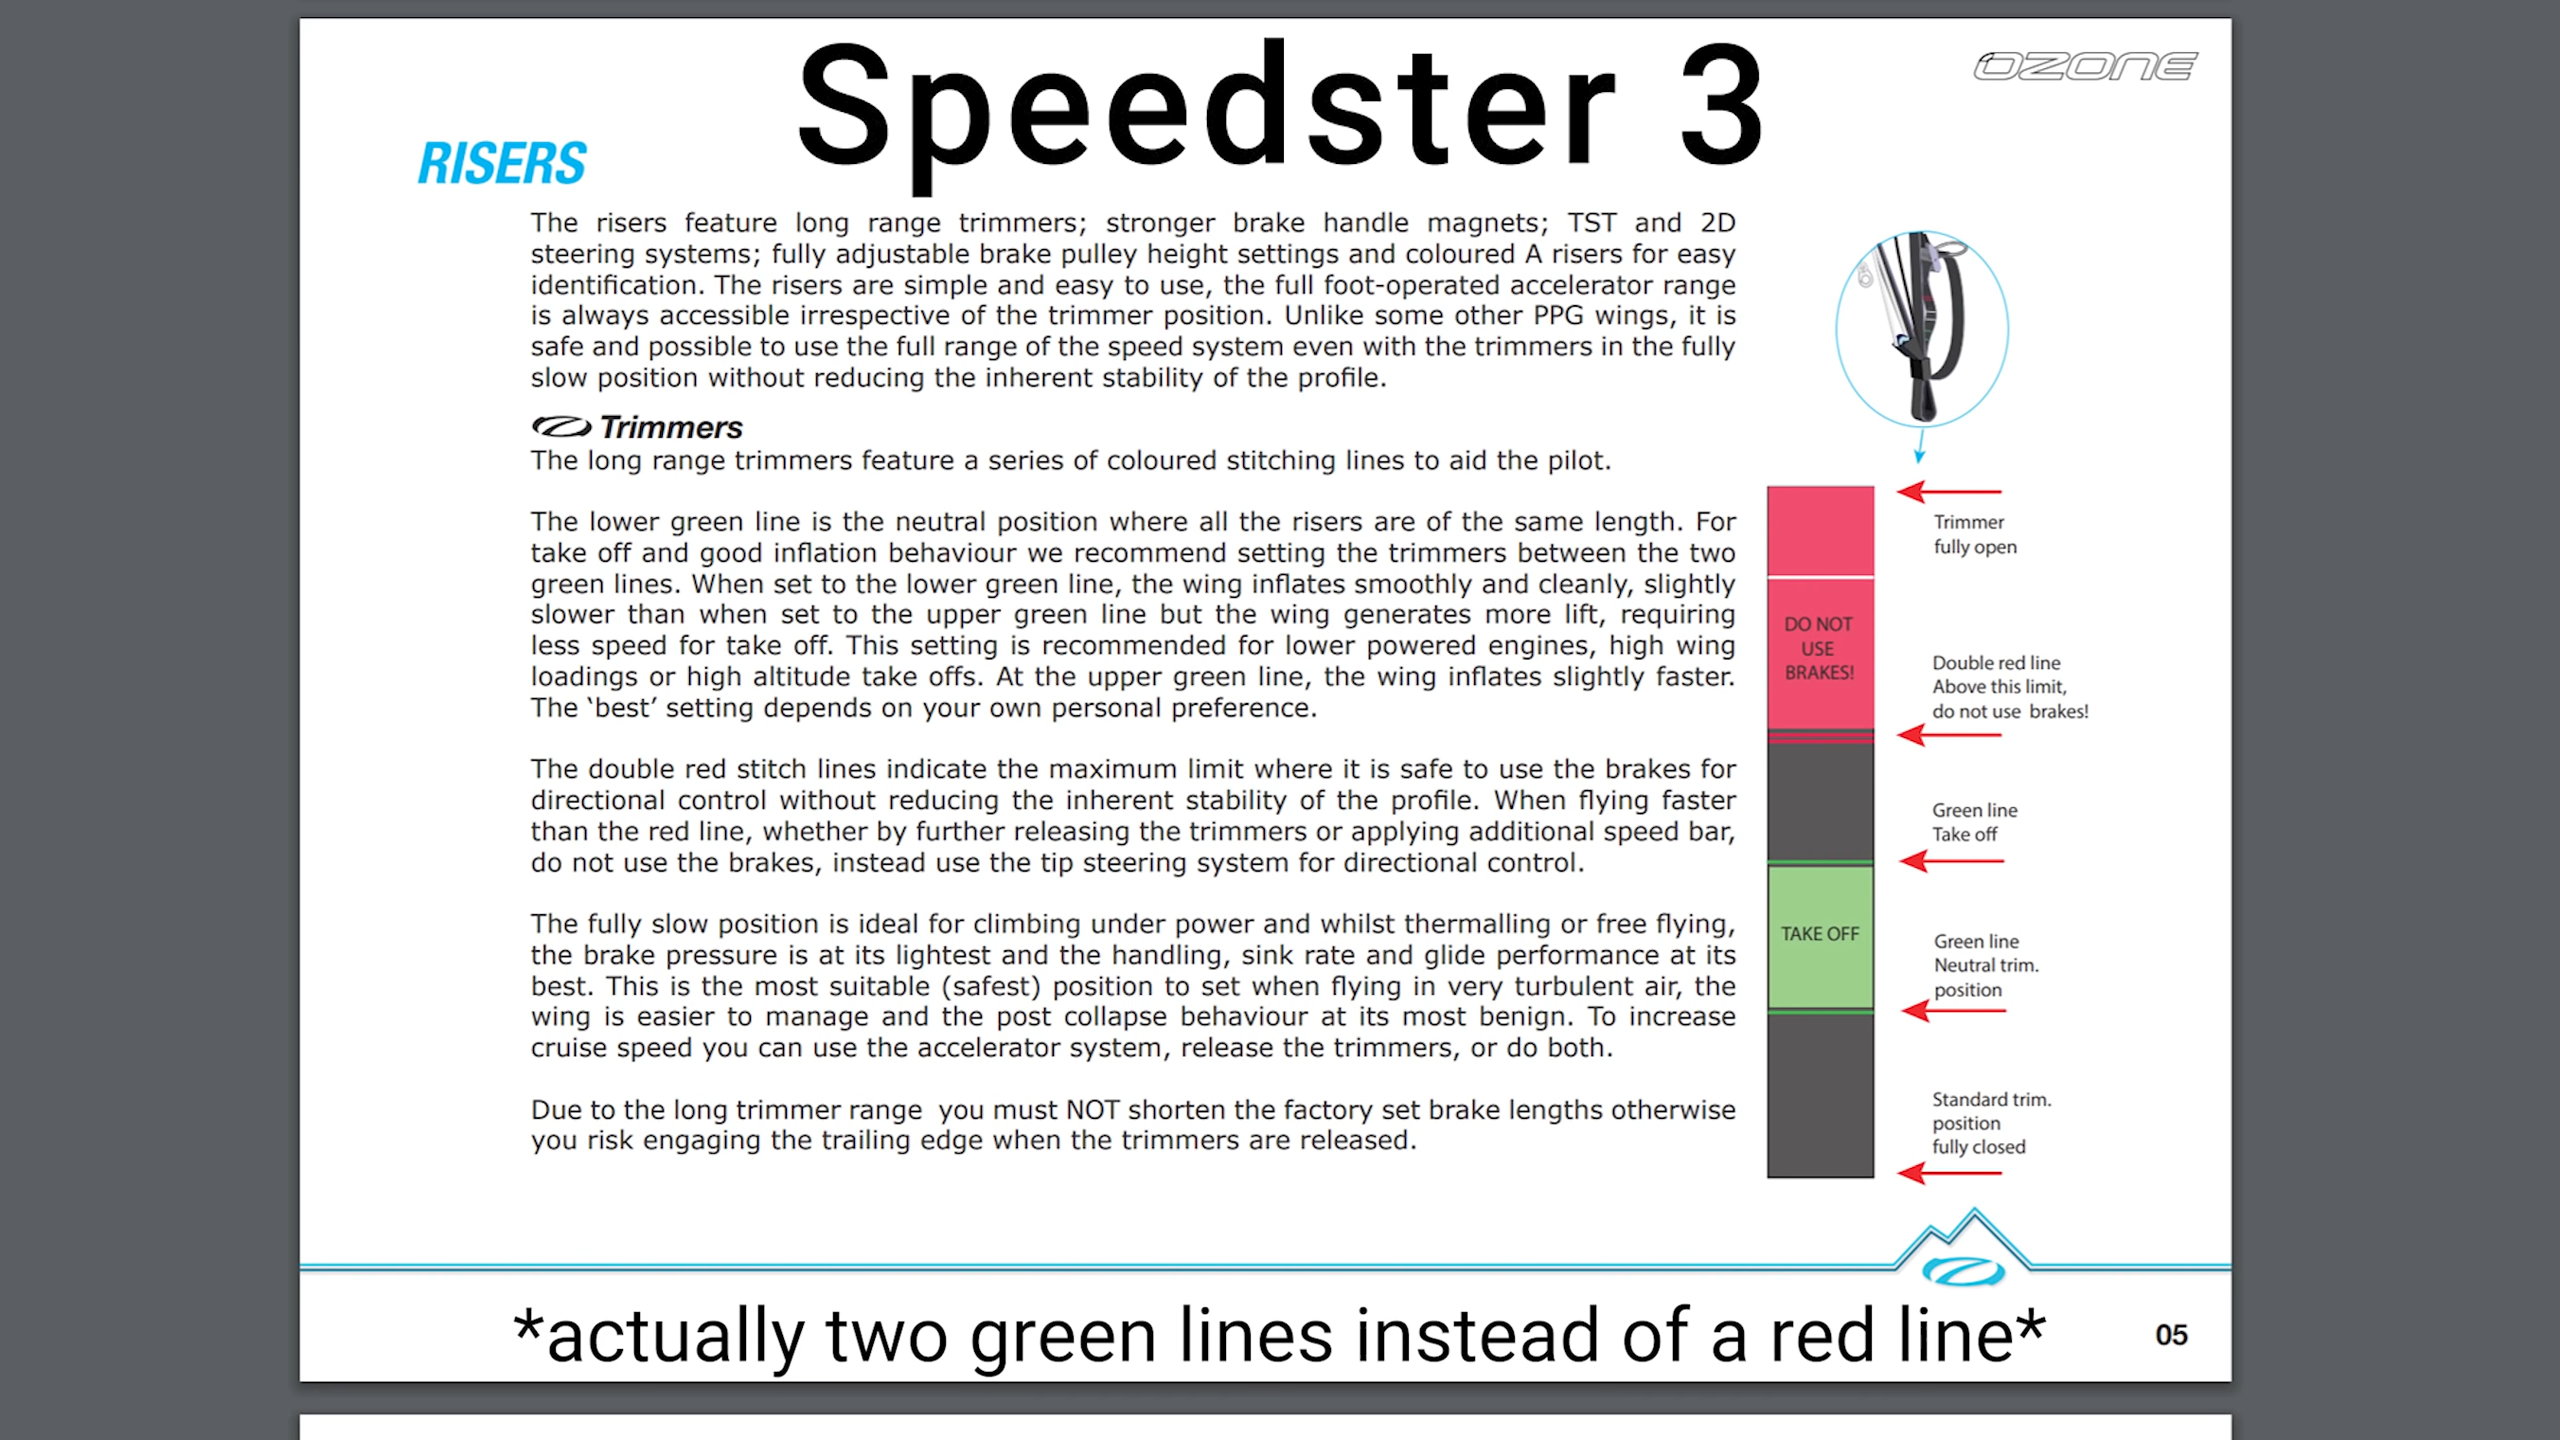 Speedster 3
OZONE
RISERS
The risers feature long range trimmers; stronger brake handle magnets; TST and 2D
steering systems; fully adjustable brake pulley height settings and coloured A risers for easy
identification. The risers are simple and easy to use, the full foot-operated accelerator range
is always accessible irrespective of the trimmer position. Unlike some other PPG wings, it is
safe and possible to use the full range of the speed system even with the trimmers in the fully
slow position without reducing the inherent stability of the profile.
Trimmers
The long range trimmers feature a series of coloured stitching lines to aid the pilot.
The lower green line is the neutral position where all the risers are of the same length. For
take off and good inflation behaviour we recommend setting the trimmers between the two
green lines. When set to the lower green line, the wing inflates smoothly and cleanly, slightly
slower than when set to the upper green line but the wing generates more lift, requiring
less speed for take off. This setting is recommended for lower powered engines, high wing
loadings or high altitude take offs. At the upper green line, the wing inflates slightly faster.
The ‘best’ setting depends on your own personal preference.
The double red stitch lines indicate the maximum limit where it is safe to use the brakes for
directional control without reducing the inherent stability of the profile. When flying faster
than the red line, whether by further releasing the trimmers or applying additional speed bar,
do not use the brakes, instead use the tip steering system for directional control.
The fully slow position is ideal for climbing under power and whilst thermalling or free flying,
the brake pressure is at its lightest and the handling, sink rate and glide performance at its
best. This is the most suitable (safest) position to set when flying in very turbulent air, the
wing is easier to manage and the post collapse behaviour at its most benign. To increase
cruise speed you can use the accelerator system, release the trimmers, or do both.
Due to the long trimmer range you must NOT shorten the factory set brake lengths otherwise
you risk engaging the trailing edge when the trimmers are released.
Trimmer
fully open
DO NOT
USE
BRAKES!
Double red line
Above this limit,
do not use brakes!
Green line
Take off
TAKE OFF
Green line
Neutral trim.
position
Standard trim.
position
fully closed
*actually two green lines instead of a red line*
05